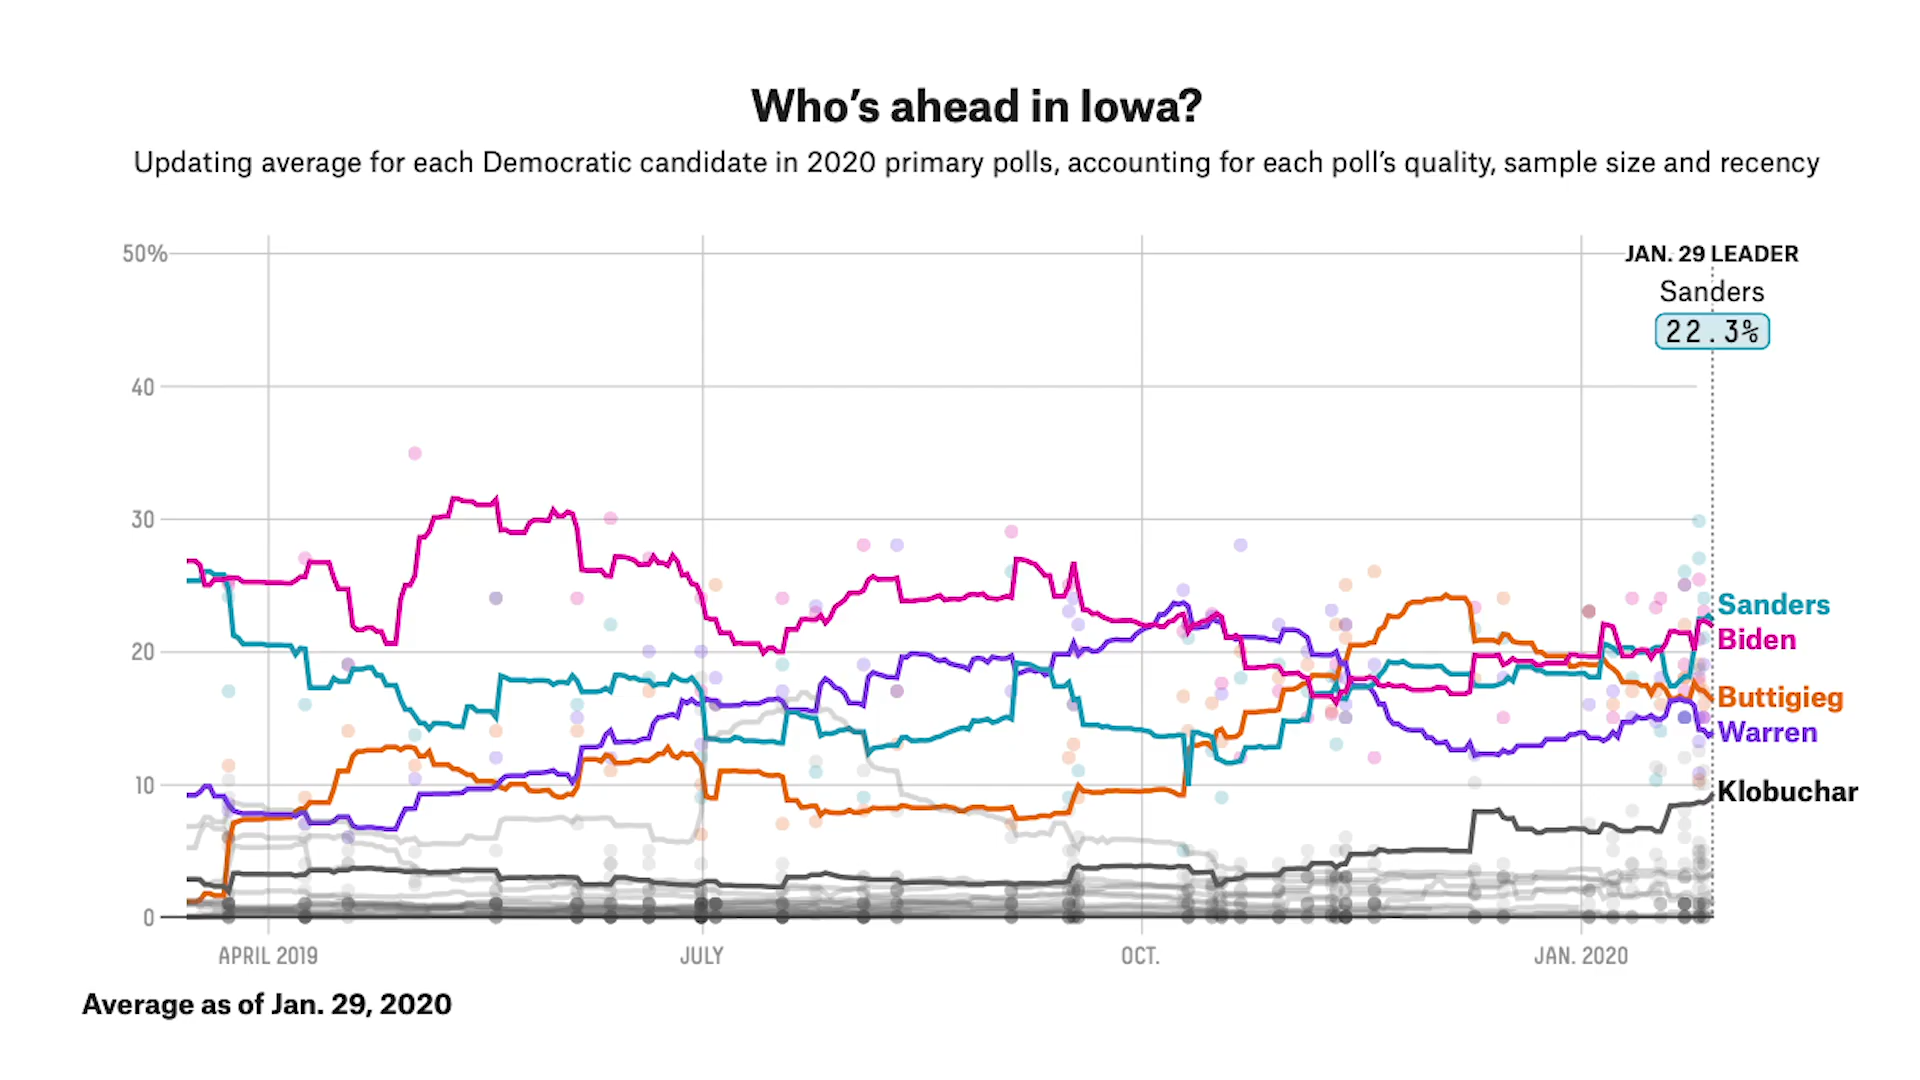 Who’s ahead in Iowa?
Updating average for each Democratic candidate in 2020 primary polls, accounting for each poll’s quality, sample size and recency
50%
JAN. 29 LEADER
Sanders
22.3%
40
30
Sanders
Biden
20
Buttigieg
Warren
10
Klobuchar
0
APRIL 2019
JULY
OCT.
JAN. 2020
Average as of Jan. 29, 2020